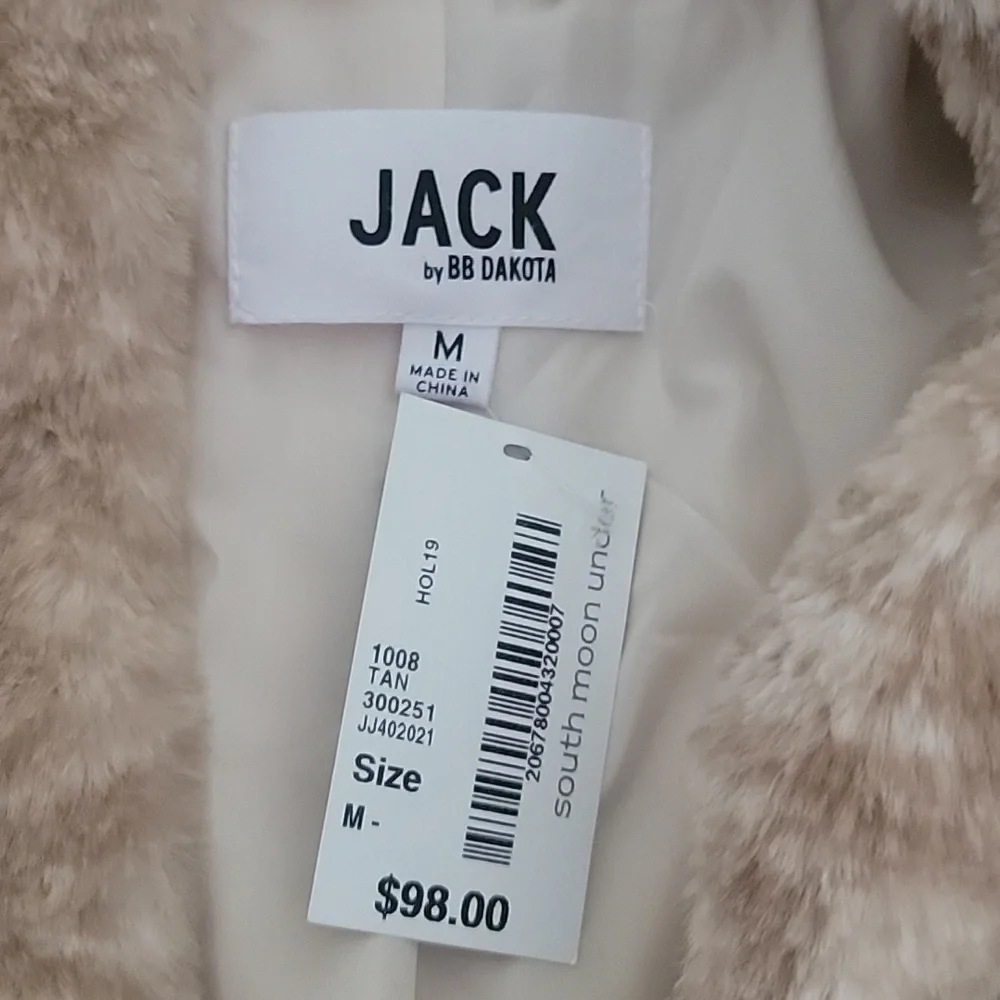 JACK
by BB DAKOTA
M
MADE IN
CHINA
HOL19
1008
TAN
300251
JJ402021
Size
M -
$98.00
20678004320007
south moon under